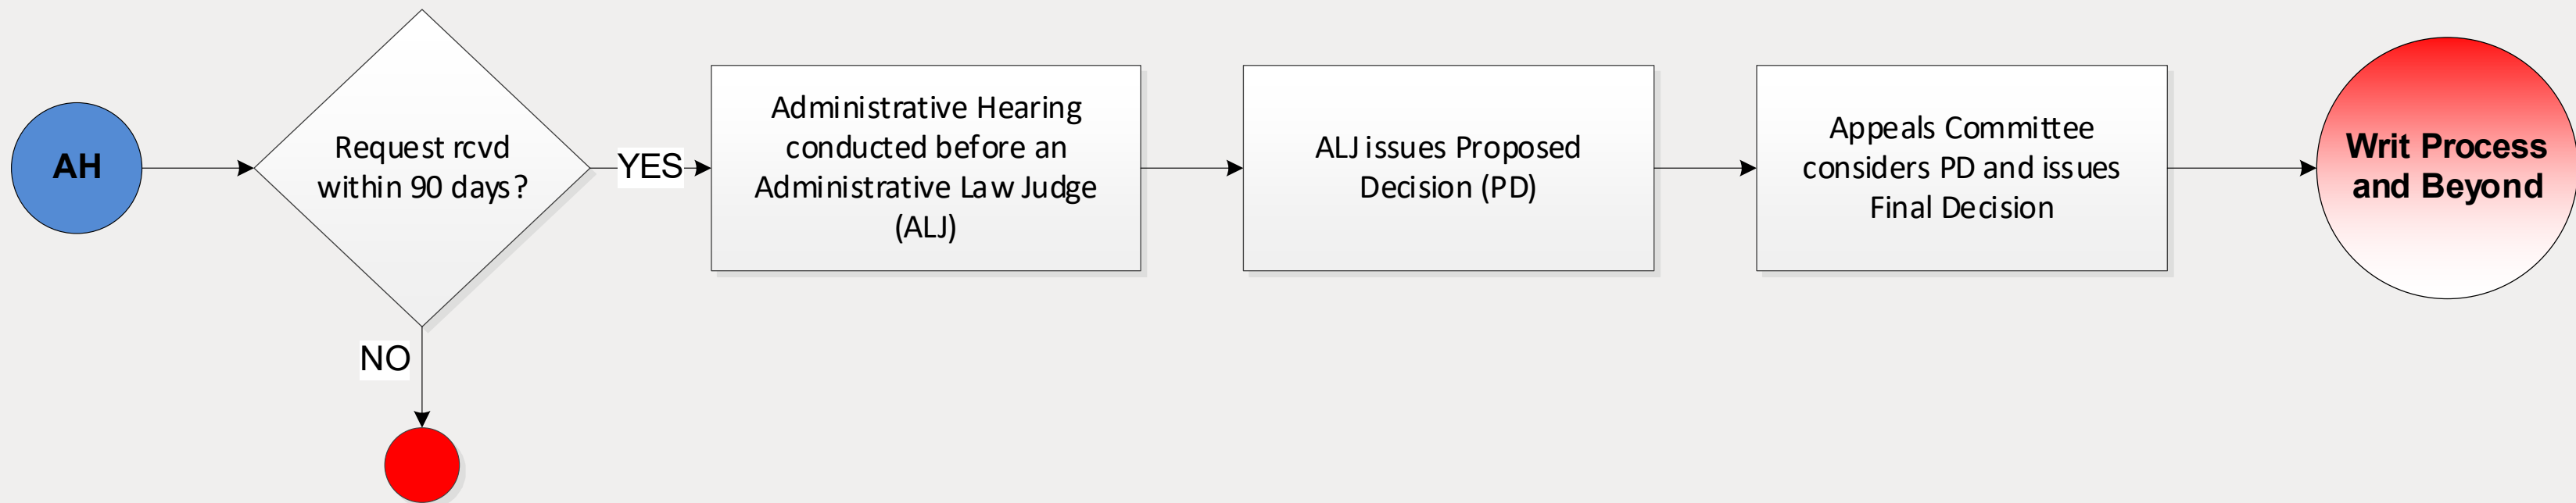 AH
Request rcvd
within 90 days?
YES
NO
Administrative Hearing
conducted before an
Administrative Law Judge
(ALJ)
ALJ issues Proposed
Decision (PD)
Appeals Committee
considers PD and issues
Final Decision
Writ Process
and Beyond